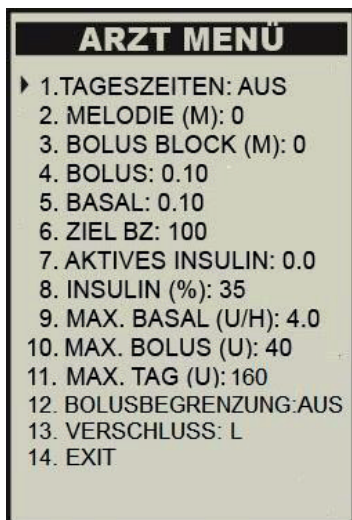 ARZT MENÜ
1.TAGESZEITEN: AUS
2. MELODIE (M): 0
3. BOLUS BLOCK (M): 0
4. BOLUS: 0.10
5. BASAL: 0.10
6. ZIEL BZ: 100
7. AKTIVES INSULIN: 0.0
8. INSULIN (%): 35
9. MAX. BASAL (U/H): 4.0
10. MAX. BOLUS (U): 40
11. MAX. TAG (U): 160
12. BOLUSBEGRENZUNG:AUS
13. VERSCHLUSS: L
14. EXIT